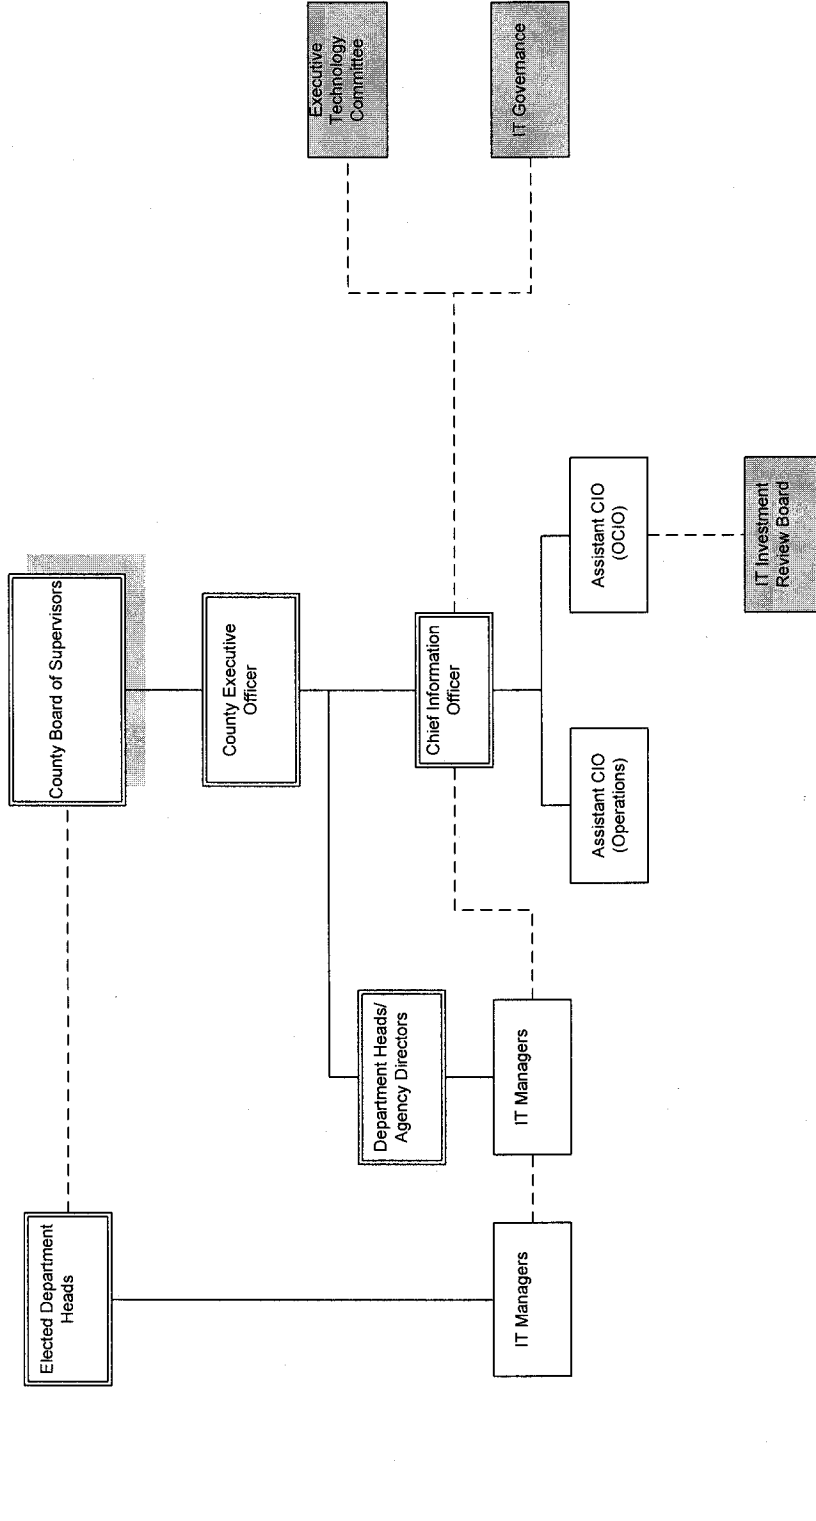 County Board of Supervisors
Elected Department
Heads
County Executive
Officer
Department Heads/
Agency Directors
Chief Information
Officer
Executive
Technology
Committee
IT Governance
IT Managers
IT Managers
Assistant CIO
(Operations)
Assistant CIO
(OCIO)
IT Investment
Review Board